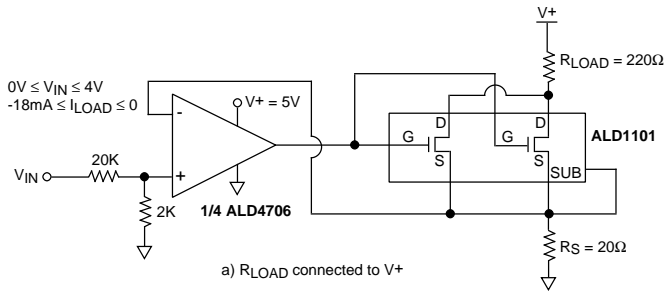 V+
0V ≤ VIN ≤ 4V
-18mA ≤ ILOAD ≤ 0
V+ = 5V
RLOAD = 220Ω
-
D
D
ALD1101
G
G
S
S
SUB
20K
VIN
+
2K
1/4 ALD4706
RS = 20Ω
a) RLOAD connected to V+